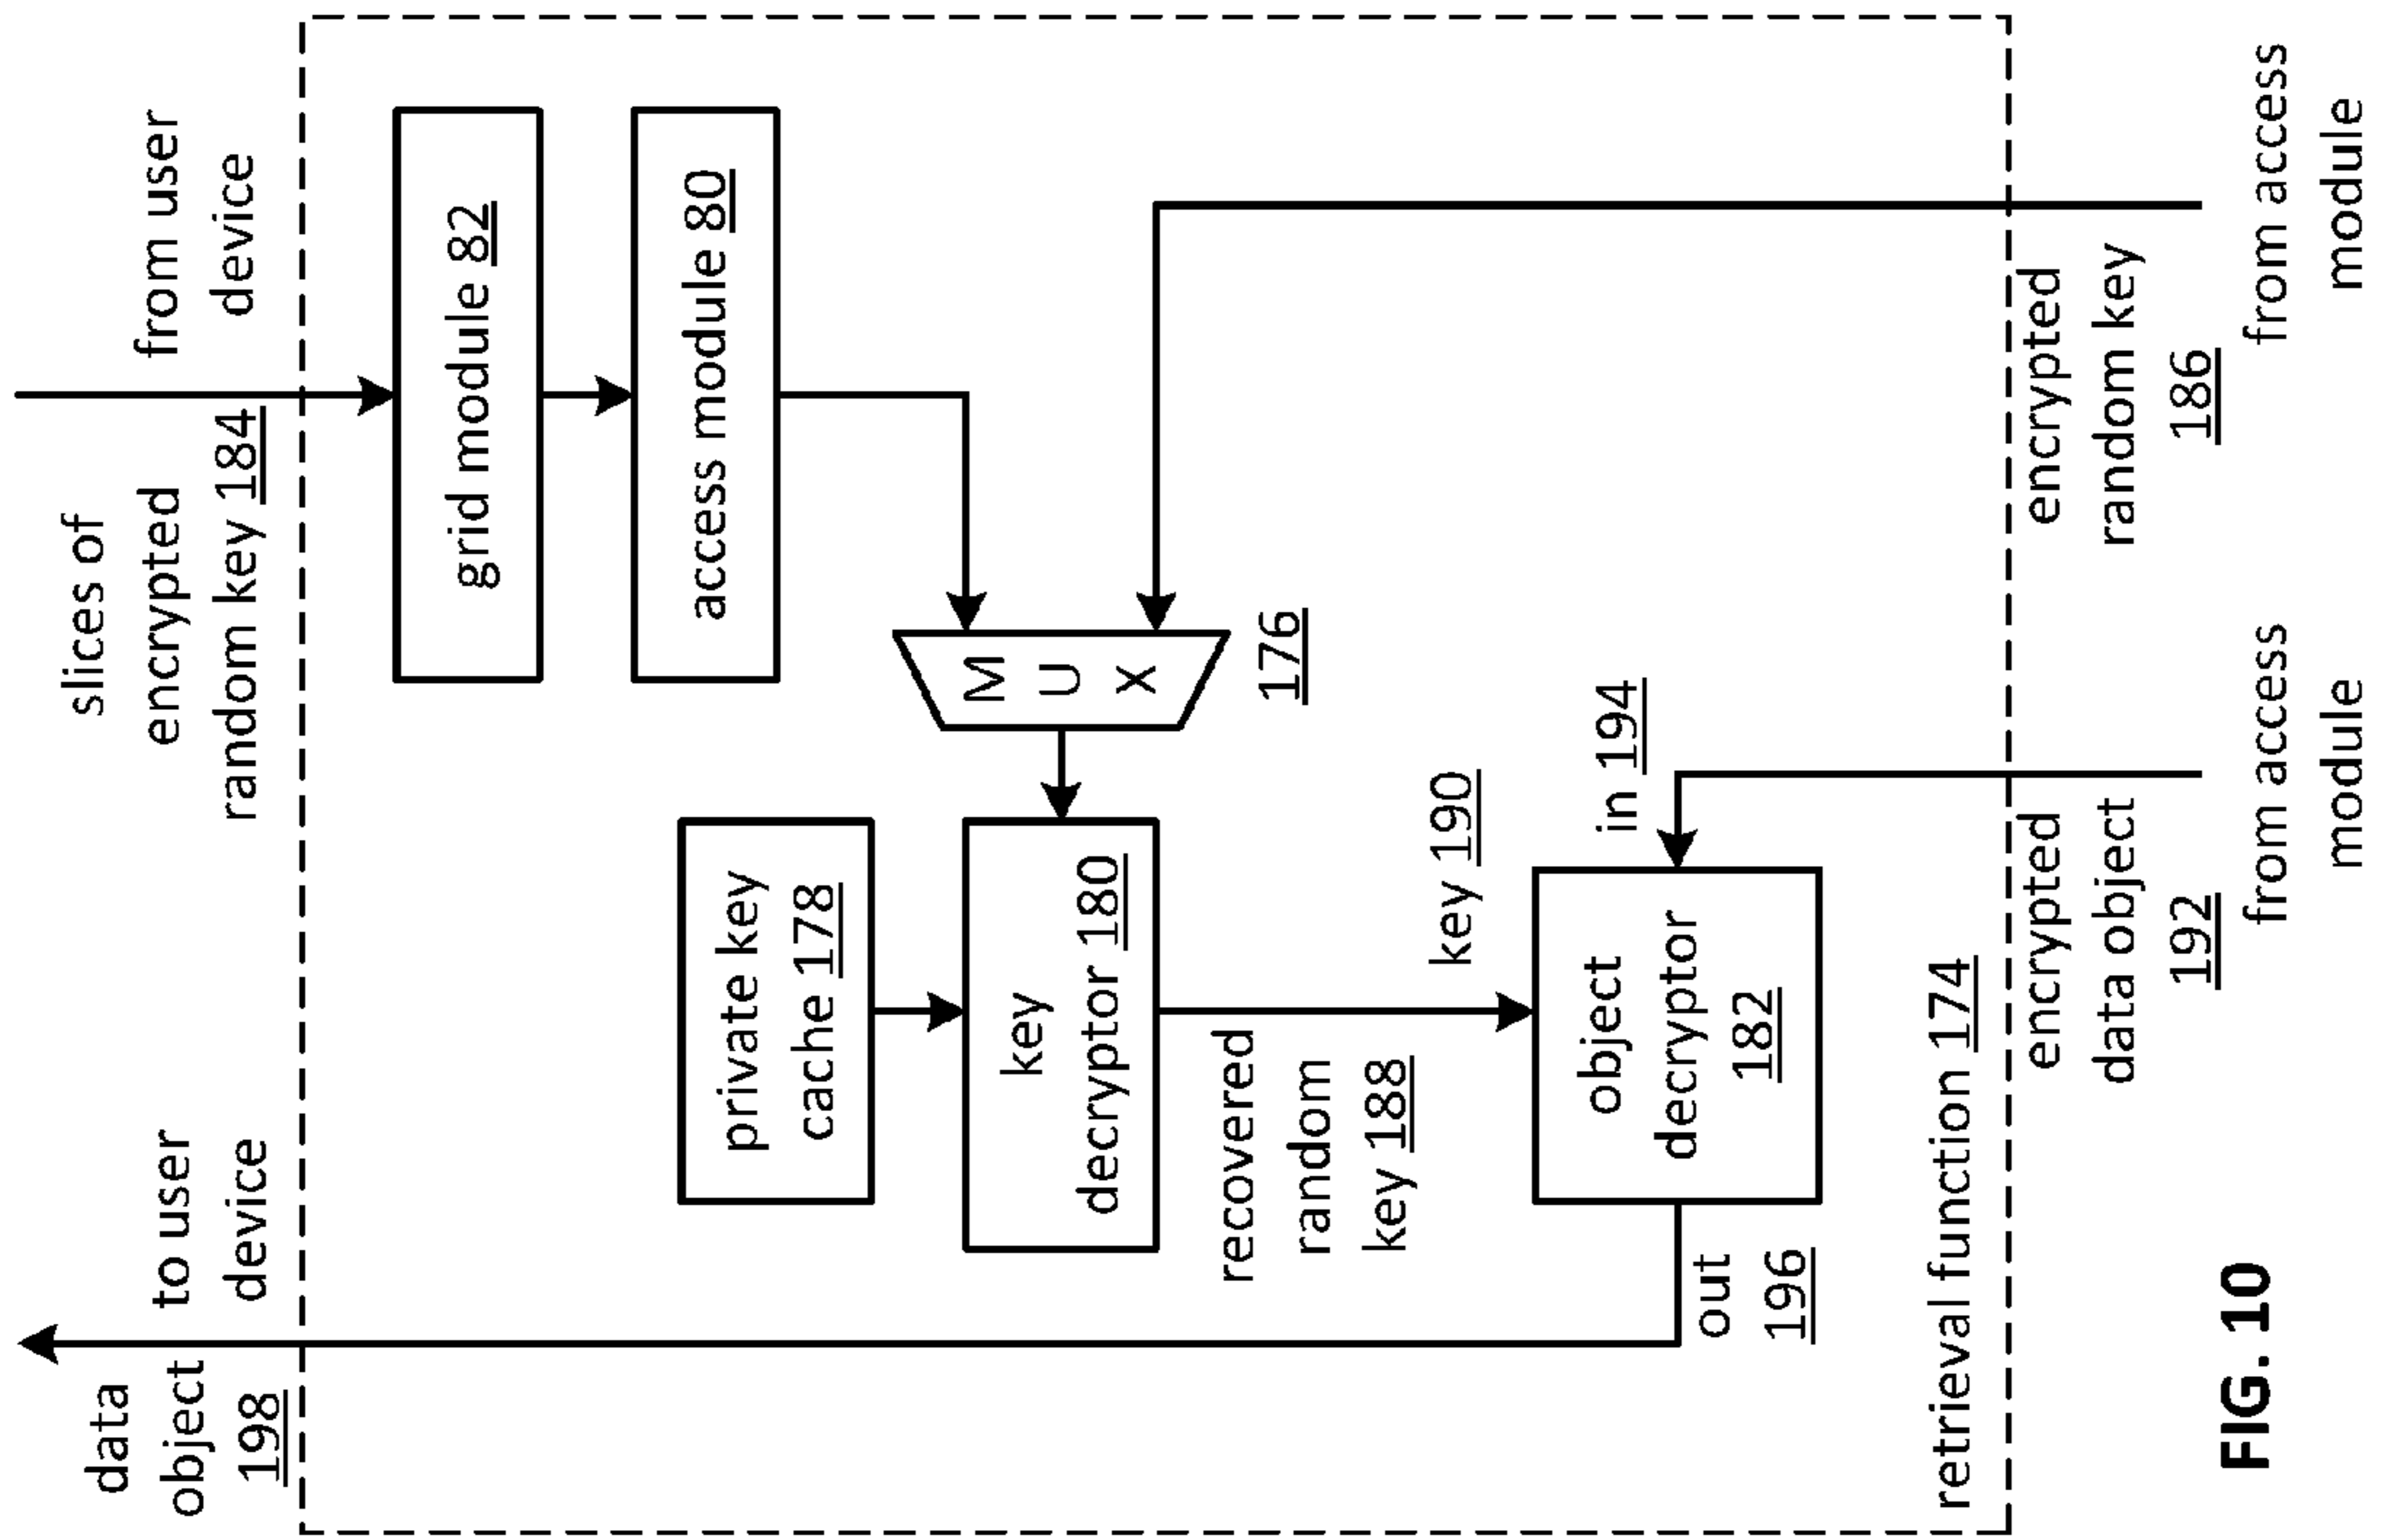 data
object
198
to user
device
slices of
encrypted
random key 184
from user
device
grid module 82
access module 80
private key
cache 178
M
U
X
176
key
decryptor 180
recovered
random
key 188
key 190
in 194
object
decryptor
182
out
196
retrieval function 174
encrypted
data object
192
from access
module
encrypted
random key
186
from access
module
FIG. 10